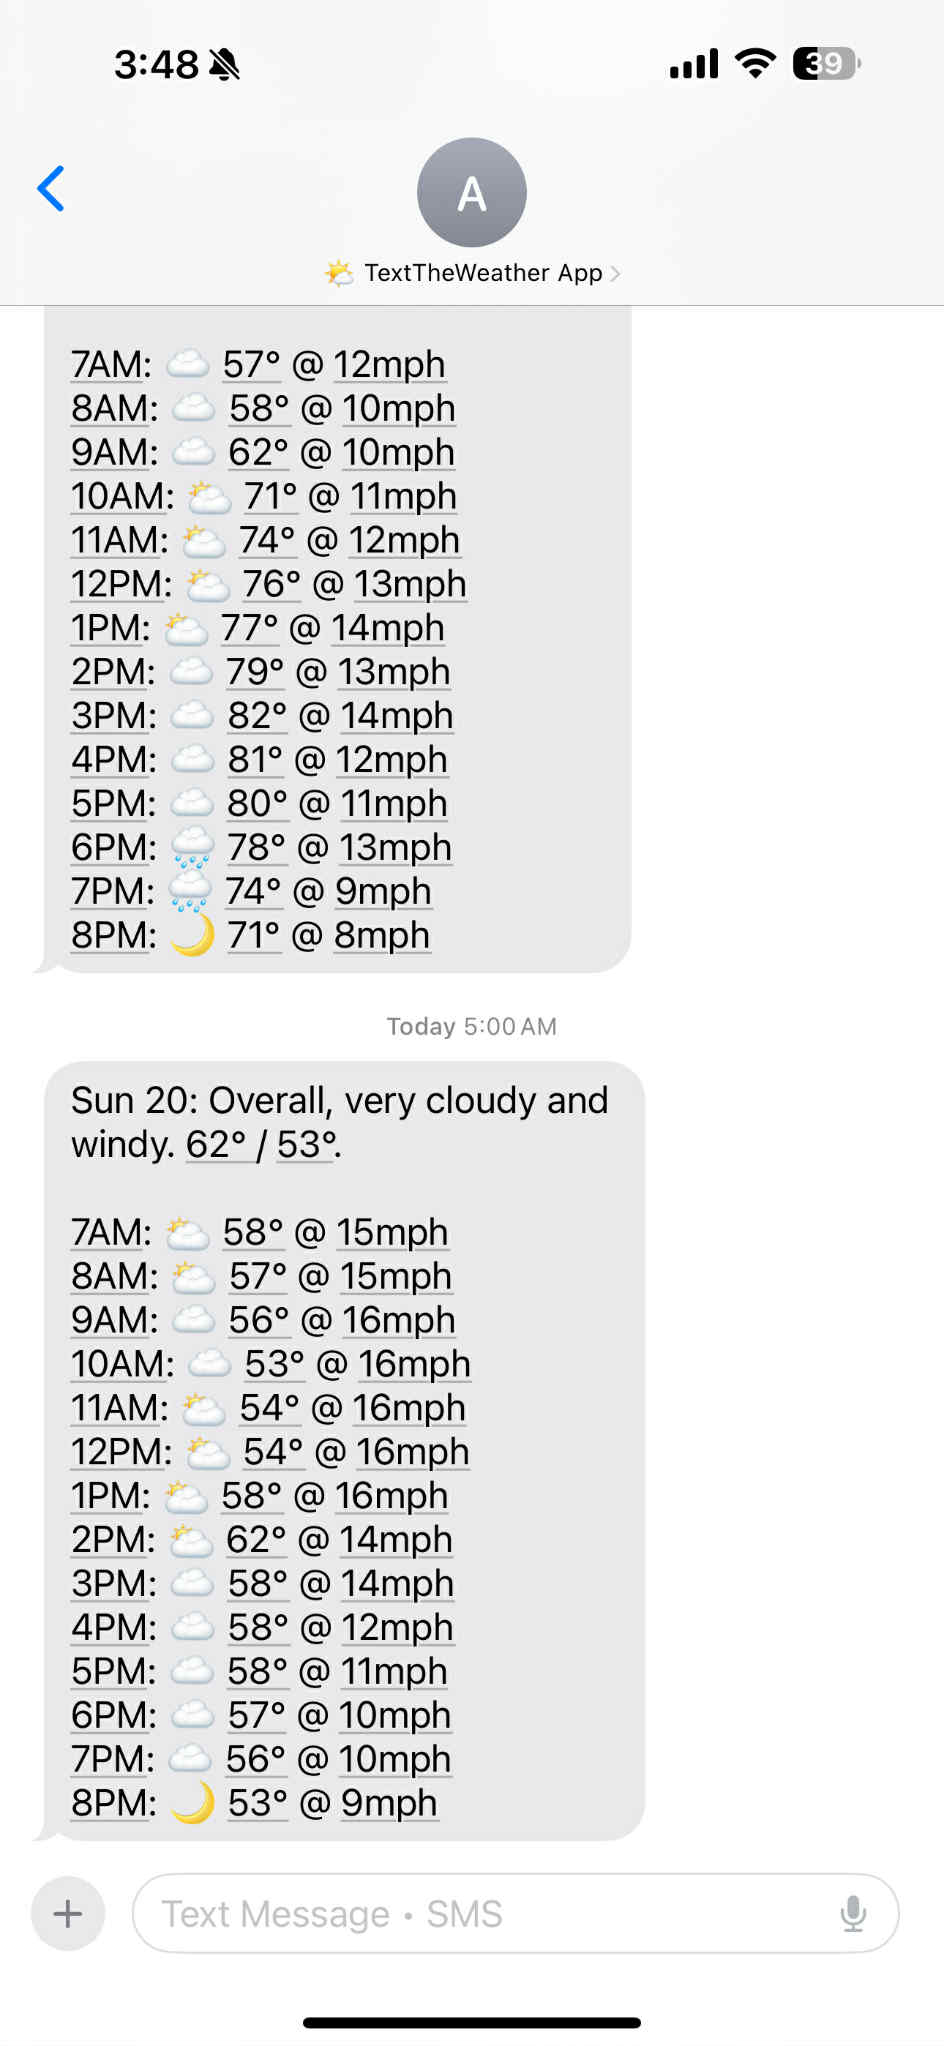 3:48
39
A
🌤️ TextTheWeather App
7AM: ☁️ 57° @ 12mph
8AM: ☁️ 58° @ 10mph
9AM: ☁️ 62° @ 10mph
10AM: 🌥️ 71° @ 11mph
11AM: 🌥️ 74° @ 12mph
12PM: 🌥️ 76° @ 13mph
1PM: 🌥️ 77° @ 14mph
2PM: ☁️ 79° @ 13mph
3PM: ☁️ 82° @ 14mph
4PM: ☁️ 81° @ 12mph
5PM: ☁️ 80° @ 11mph
6PM: 🌧️ 78° @ 13mph
7PM: 🌧️ 74° @ 9mph
8PM: 🌙 71° @ 8mph
Today 5:00 AM
Sun 20: Overall, very cloudy and
windy. 62° / 53°.
7AM: 🌥️ 58° @ 15mph
8AM: 🌥️ 57° @ 15mph
9AM: ☁️ 56° @ 16mph
10AM: ☁️ 53° @ 16mph
11AM: 🌥️ 54° @ 16mph
12PM: 🌥️ 54° @ 16mph
1PM: 🌥️ 58° @ 16mph
2PM: 🌥️ 62° @ 14mph
3PM: ☁️ 58° @ 14mph
4PM: ☁️ 58° @ 12mph
5PM: ☁️ 58° @ 11mph
6PM: ☁️ 57° @ 10mph
7PM: ☁️ 56° @ 10mph
8PM: 🌙 53° @ 9mph
Text Message • SMS